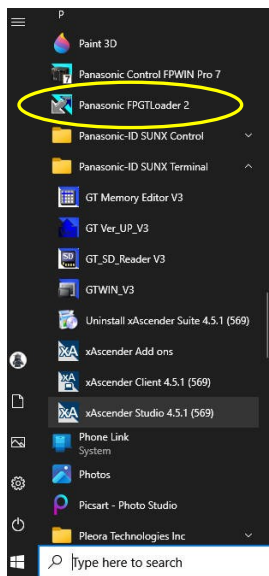 P
Paint 3D
Panasonic Control FPWIN Pro 7
Panasonic FPGTLoader 2
Panasonic-ID SUNX Control
Panasonic-ID SUNX Terminal
GT Memory Editor V3
GT Ver_UP_V3
GT_SD_Reader V3
GTWIN_V3
Uninstall xAscender Suite 4.5.1 (569)
xAscender Add ons
xAscender Client 4.5.1 (569)
xAscender Studio 4.5.1 (569)
Phone Link
System
Photos
Picsart - Photo Studio
Pleora Technologies Inc
Type here to search